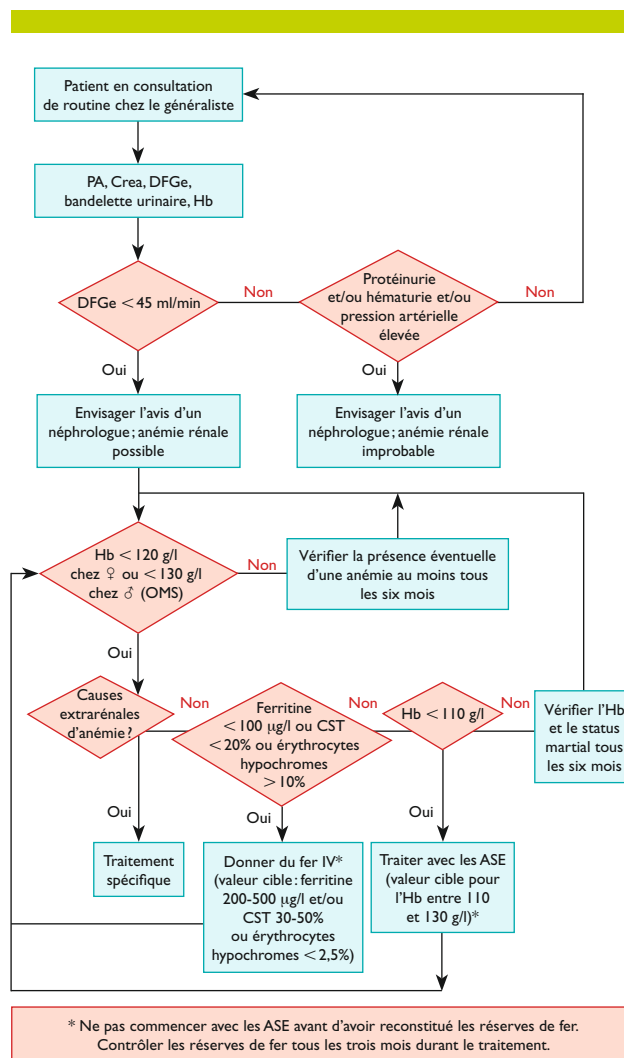 Patient en consultation
de routine chez le généraliste
PA, Crea, DFGe,
bandelette urinaire, Hb
DFGe < 45 ml/min
Non
Protéinurie
et/ou hématurie et/ou
pression artérielle
élevée
Non
Oui
Oui
Envisager l'avis d'un
néphrologue; anémie rénale
possible
Envisager l'avis d'un
néphrologue; anémie rénale
improbable
Hb < 120 g/l
chez ♀ ou < 130 g/l
chez ♂ (OMS)
Non
Vérifier la présence éventuelle
d'une anémie au moins tous
les six mois
Oui
Causes
extrarénales
d'anémie?
Non
Ferritine
< 100 µg/l ou CST
< 20% ou érythrocytes
hypochromes
> 10%
Non
Hb < 110 g/l
Non
Vérifier l'Hb
et le status
martial tous
les six mois
Oui
Oui
Oui
Traitement
spécifique
Donner du fer IV*
(valeur cible: ferritine
200-500 µg/l et/ou
CST 30-50%
ou érythrocytes
hypochromes < 2,5%)
Traiter avec les ASE
(valeur cible pour
l'Hb entre 110
et 130 g/l)*
* Ne pas commencer avec les ASE avant d'avoir reconstitué les réserves de fer.
Contrôler les réserves de fer tous les trois mois durant le traitement.